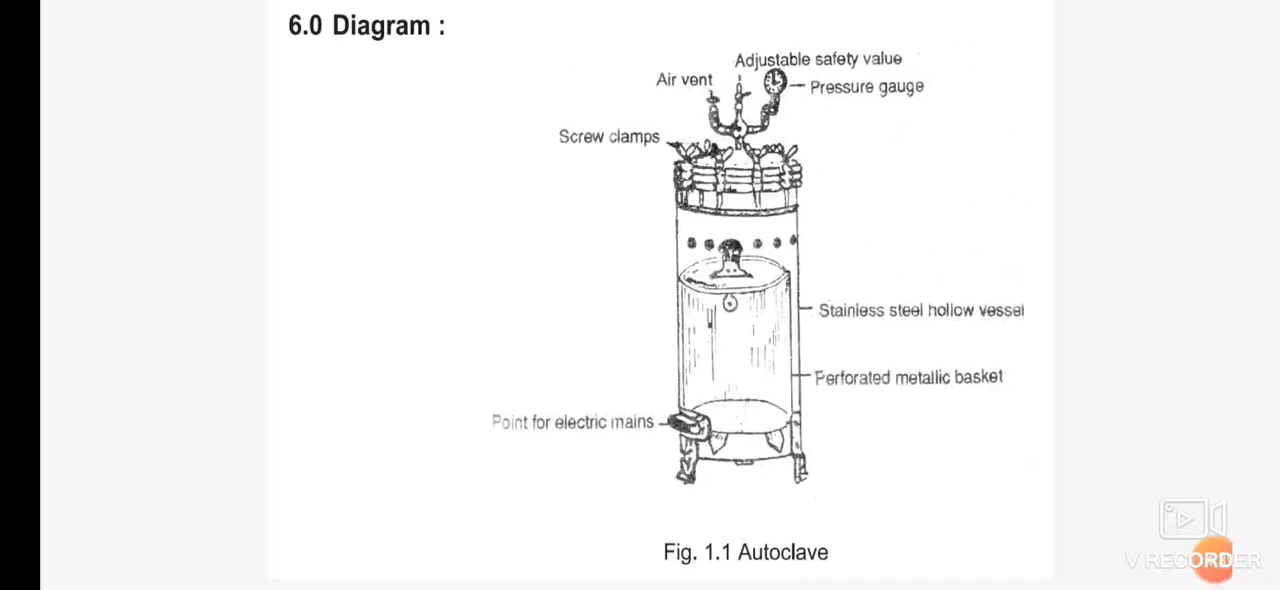 6.0 Diagram :
Adjustable safety value
Air vent
Pressure gauge
Screw clamps
Stainless steel hollow vessel
Perforated metallic basket
Point for electric mains
Fig. 1.1 Autoclave
V RECORDER